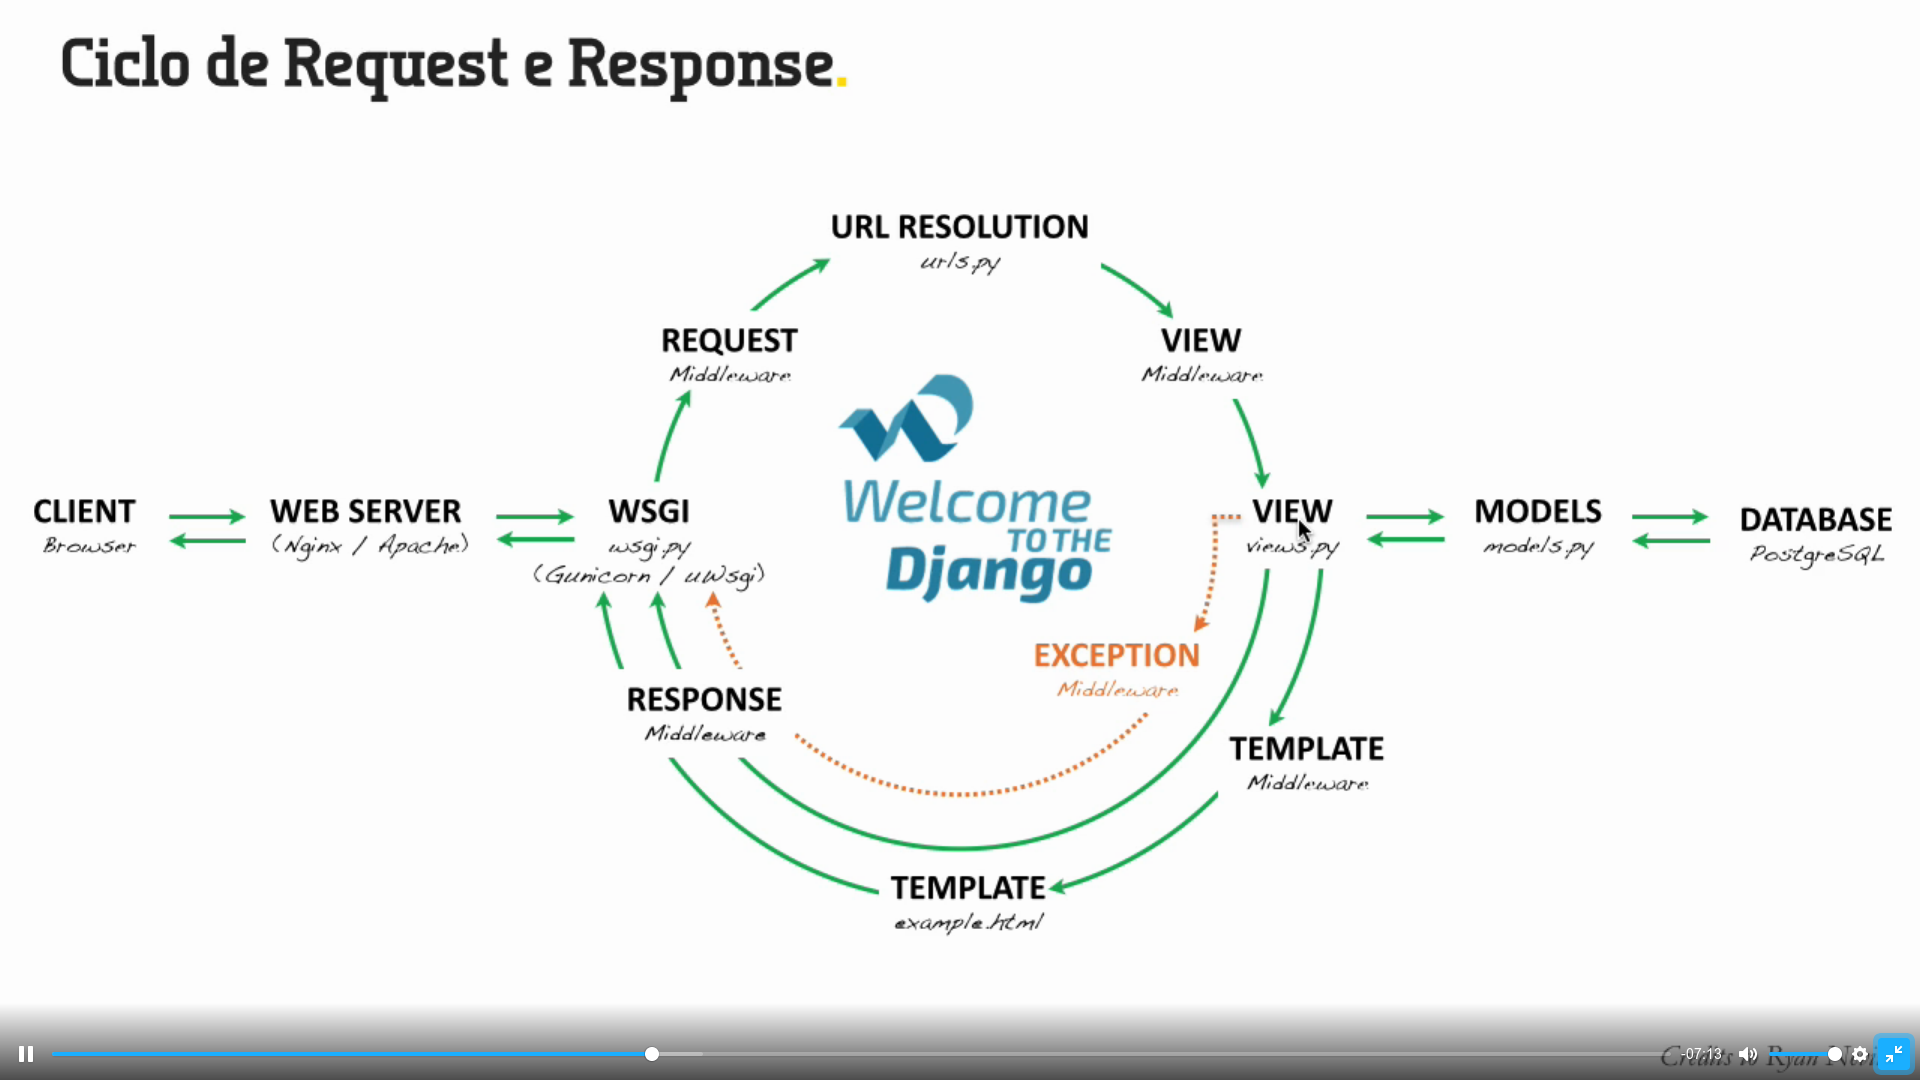 Ciclo de Request e Response.
URL RESOLUTION
urls.py
REQUEST
Middleware
VIEW
Middleware
CLIENT
Browser
WEB SERVER
(Nginx / Apache)
WSGI
wsgi.py
(Gunicorn / uWsgi)
Welcome
TO THE
Django
VIEW
views.py
MODELS
models.py
DATABASE
PostgreSQL
EXCEPTION
Middleware
RESPONSE
Middleware
TEMPLATE
Middleware
TEMPLATE
example.html
Credits to Ryan
-07:13